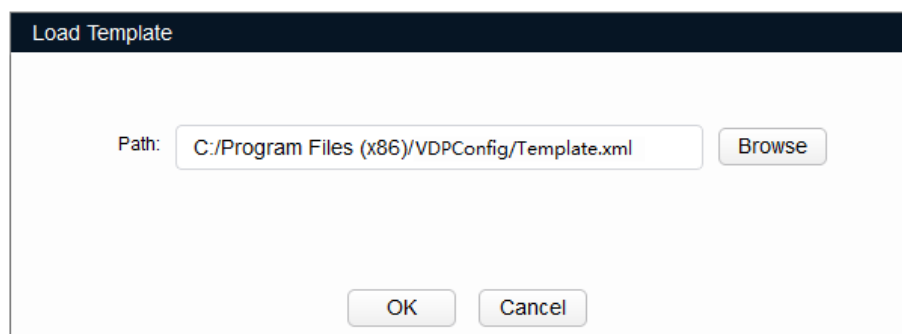 Load Template
Path: C:/Program Files (x86)/VDPConfig/Template.xml Browse
OK Cancel